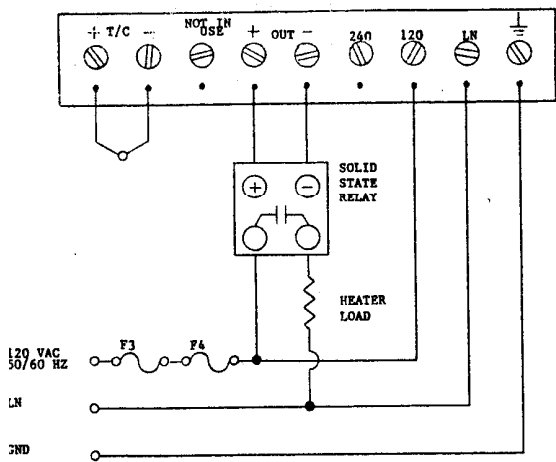 + T/C -
NOT IN
USE
+ OUT -
240
120
LN
+
-
SOLID
STATE
RELAY
HEATER
LOAD
F3
F4
120 VAC
50/60 HZ
LN
GND